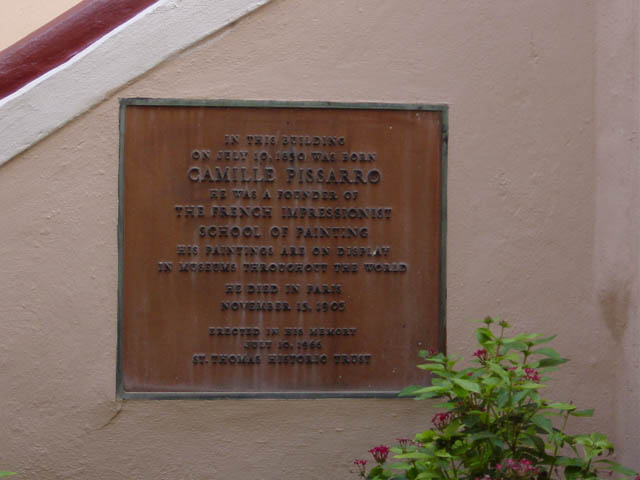 IN THIS BUILDING
ON JULY 10, 1830 WAS BORN
CAMILLE PISSARRO
HE WAS A FOUNDER OF
THE FRENCH IMPRESSIONIST
SCHOOL OF PAINTING
HIS PAINTINGS ARE ON DISPLAY
IN MUSEUMS THROUGHOUT THE WORLD
HE DIED IN PARIS
NOVEMBER 13, 1903
ERECTED IN HIS MEMORY
JULY 10, 1966
ST. THOMAS HISTORIC TRUST